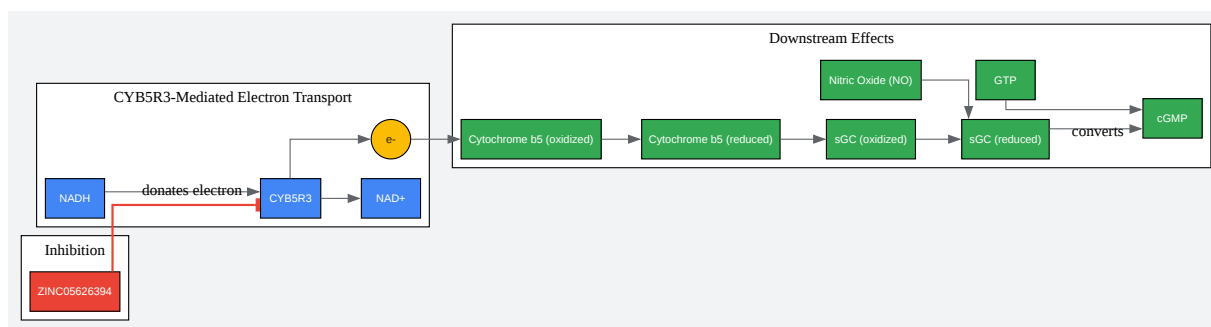 Downstream Effects
Nitric Oxide (NO)
GTP
cGMP
CYB5R3-Mediated Electron Transport
e-
Cytochrome b5 (oxidized)
Cytochrome b5 (reduced)
sGC (oxidized)
sGC (reduced)
converts
NADH
donates electron
CYB5R3
NAD+
Inhibition
ZINC05626394